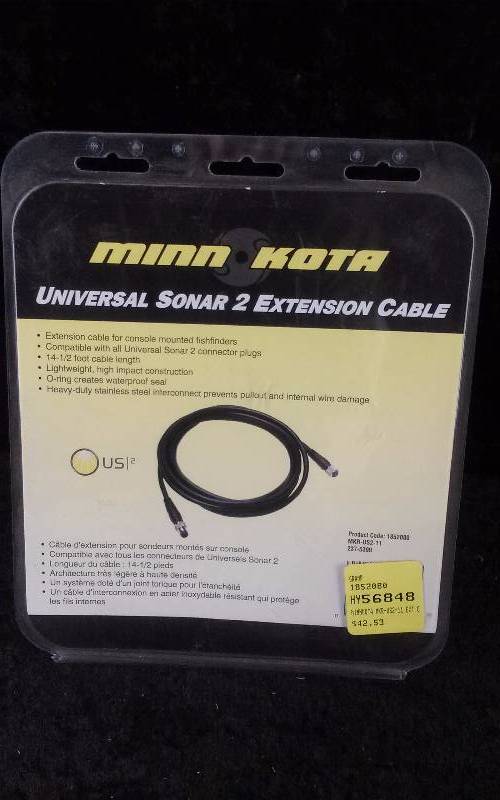 MINN KOTA
UNIVERSAL SONAR 2 EXTENSION CABLE
• Extension cable for console mounted fishfinders
• Compatible with all Universal Sonar 2 connector plugs
• 14-1/2 foot cable length
• Lightweight, high impact construction
• O-ring creates waterproof seal
• Heavy-duty stainless steel interconnect prevents pullout and internal wire damage
US|2
• Câble d'extension pour sondeurs montés sur console
• Compatible avec tous les connecteurs de Universels Sonar 2
• Longueur du câble : 14-1/2 pieds
• Architecture très légère à haute densité
• Un système doté d'un joint torique pour l'étanchéité
• Un câble d'interconnexion en acier inoxydable résistant qui protège
les fils internes
Product Code: 1852080
MKR-US2-11
1852080
HY56848
MKR-US2-11 EXT C
$42.53